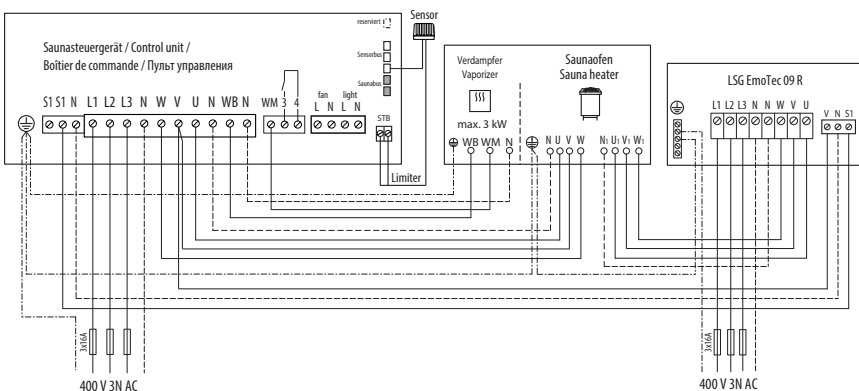 Saunasteuergerät / Control unit /
Boîtier de commande / Пульт управления
reserviert
Sensorbus
Saunabus
Sensor
S1 S1 N L1 L2 L3 N W V U N WB N WM 3 4
fan light
L N L N
STB
Limiter
Verdampfer
Vaporizer
max. 3 kW
WB WM N
Saunaofen
Sauna heater
N U V W N1 U1 V1 W1
LSG EmoTec 09 R
L1 L2 L3 N N W V U V N S1
3x16A
400 V 3N AC
3x16A
400 V 3N AC